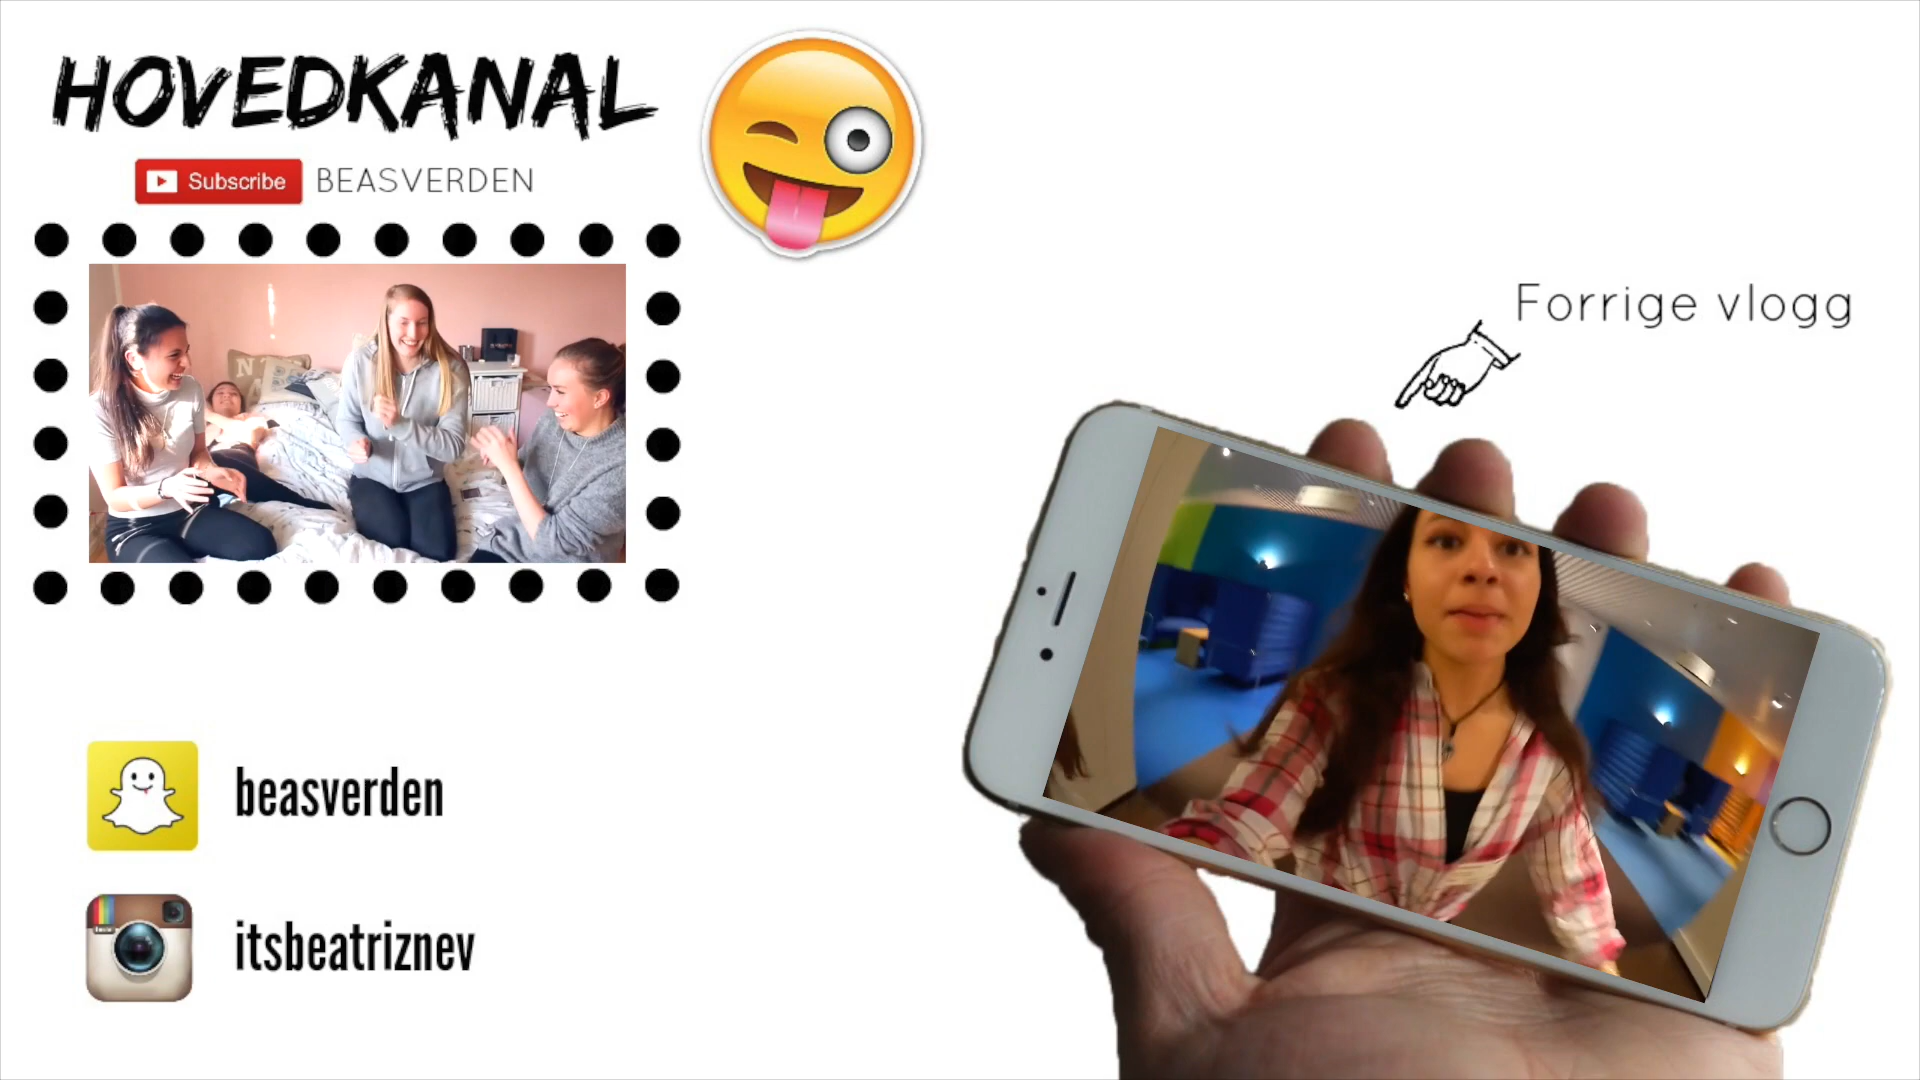 HOVEDKANAL
Subscribe BEASVERDEN
Forrige vlogg
beasverden
itsbeatriznev